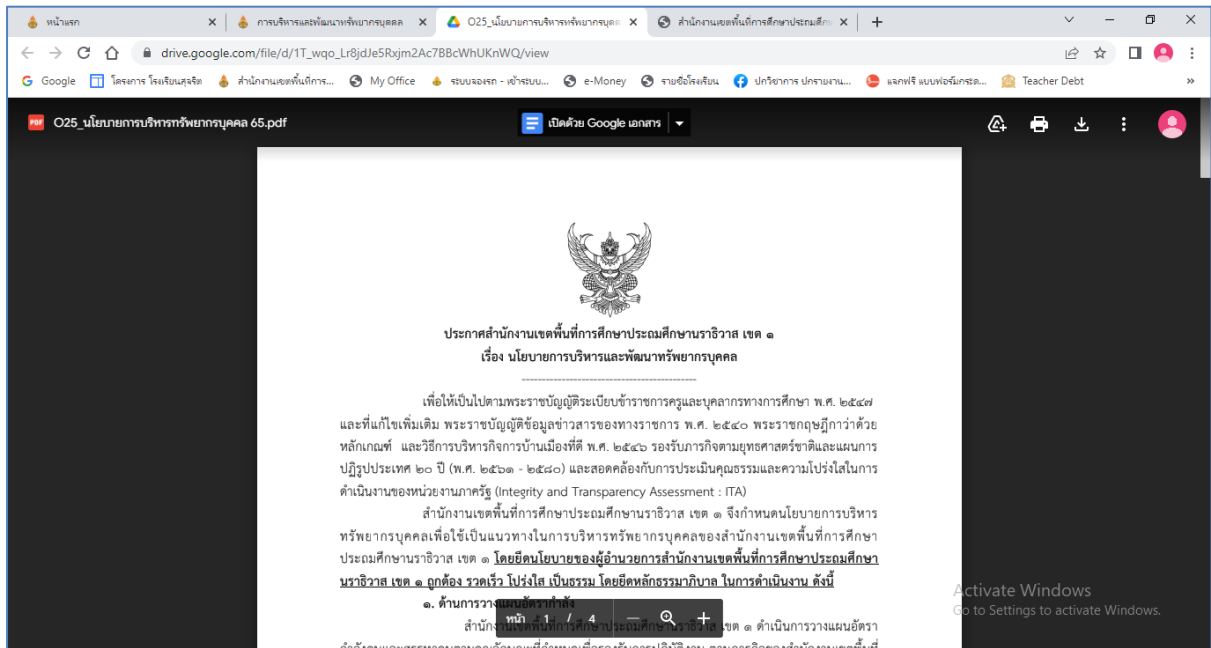 หน้าแรก
การบริหารและพัฒนาทรัพยากรบุคคล
O25_นโยบายการบริหารทรัพยากรบุคค
สำนักงานเขตพื้นที่การศึกษาประถมศึก
drive.google.com/file/d/1T_wqo_Lr8jdJe5Rxjm2Ac7BBcWhUKnWQ/view
Google
โครงการ โรงเรียนสุจริต
สำนักงานเขตพื้นที่การ...
My Office
ระบบจองรถ - เข้าระบบ...
e-Money
รายชื่อโรงเรียน
ปกวิชาการ ปกรายงาน...
แจกฟรี แบบฟอร์มกระด...
Teacher Debt
PDF
O25_นโยบายการบริหารทรัพยากรบุคคล 65.pdf
เปิดด้วย Google เอกสาร
ประกาศสำนักงานเขตพื้นที่การศึกษาประถมศึกษานราธิวาส เขต ๑
เรื่อง นโยบายการบริหารและพัฒนาทรัพยากรบุคคล
เพื่อให้เป็นไปตามพระราชบัญญัติระเบียบข้าราชการครูและบุคลากรทางการศึกษา พ.ศ. ๒๕๔๗
และที่แก้ไขเพิ่มเติม พระราชบัญญัติข้อมูลข่าวสารของทางราชการ พ.ศ. ๒๕๔๐ พระราชกฤษฎีกาว่าด้วย
หลักเกณฑ์ และวิธีการบริหารกิจการบ้านเมืองที่ดี พ.ศ. ๒๕๔๖ รองรับภารกิจตามยุทธศาสตร์ชาติและแผนการ
ปฏิรูปประเทศ ๒๐ ปี (พ.ศ. ๒๕๖๑ - ๒๕๘๐) และสอดคล้องกับการประเมินคุณธรรมและความโปร่งใสในการ
ดำเนินงานของหน่วยงานภาครัฐ (Integrity and Transparency Assessment : ITA)
สำนักงานเขตพื้นที่การศึกษาประถมศึกษานราธิวาส เขต ๑ จึงกำหนดนโยบายการบริหาร
ทรัพยากรบุคคลเพื่อใช้เป็นแนวทางในการบริหารทรัพยากรบุคคลของสำนักงานเขตพื้นที่การศึกษา
ประถมศึกษานราธิวาส เขต ๑ โดยยึดนโยบายของผู้อำนวยการสำนักงานเขตพื้นที่การศึกษาประถมศึกษา
นราธิวาส เขต ๑ ถูกต้อง รวดเร็ว โปร่งใส เป็นธรรม โดยยึดหลักธรรมาภิบาล ในการดำเนินงาน ดังนี้
๑. ด้านการวางแผนอัตรากำลัง
สำนักงานเขตพื้นที่การศึกษาประถมศึกษานราธิวาส เขต ๑ ดำเนินการวางแผนอัตรา
หน้า 1 / 4
Activate Windows
Go to Settings to activate Windows.